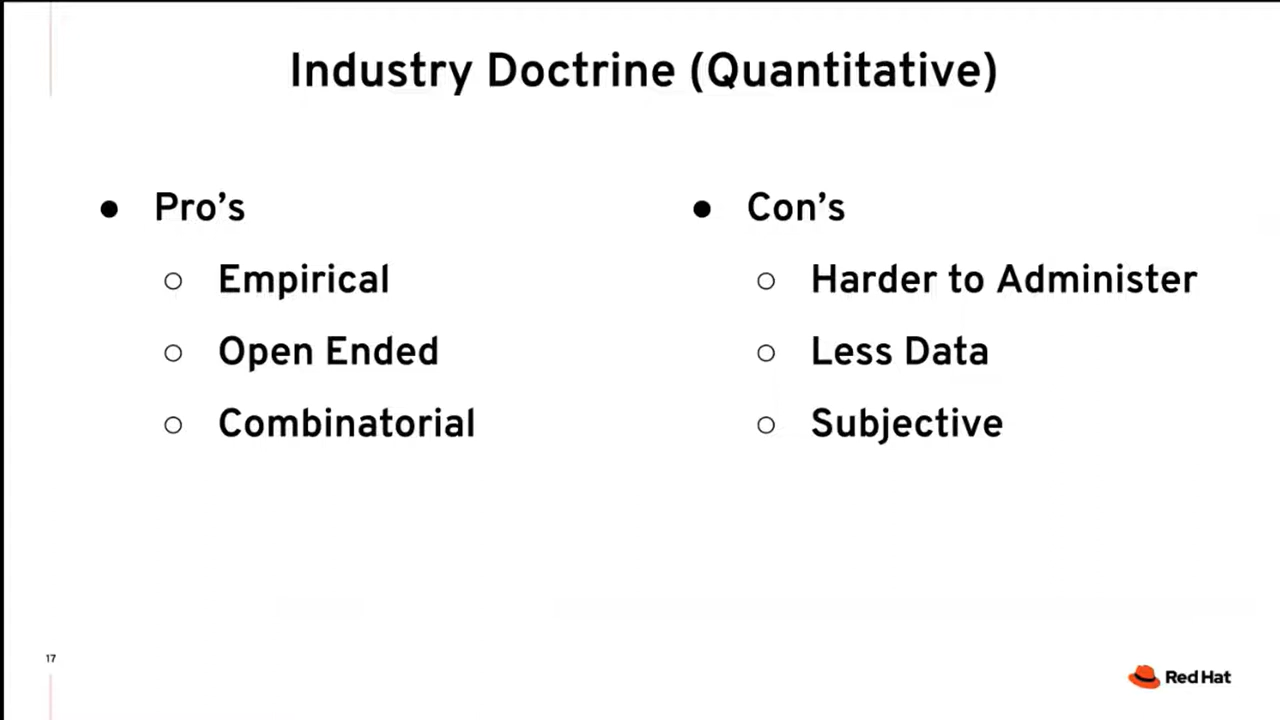 Industry Doctrine (Quantitative)
● Pro’s
○ Empirical
○ Open Ended
○ Combinatorial
● Con’s
○ Harder to Administer
○ Less Data
○ Subjective
17
Red Hat